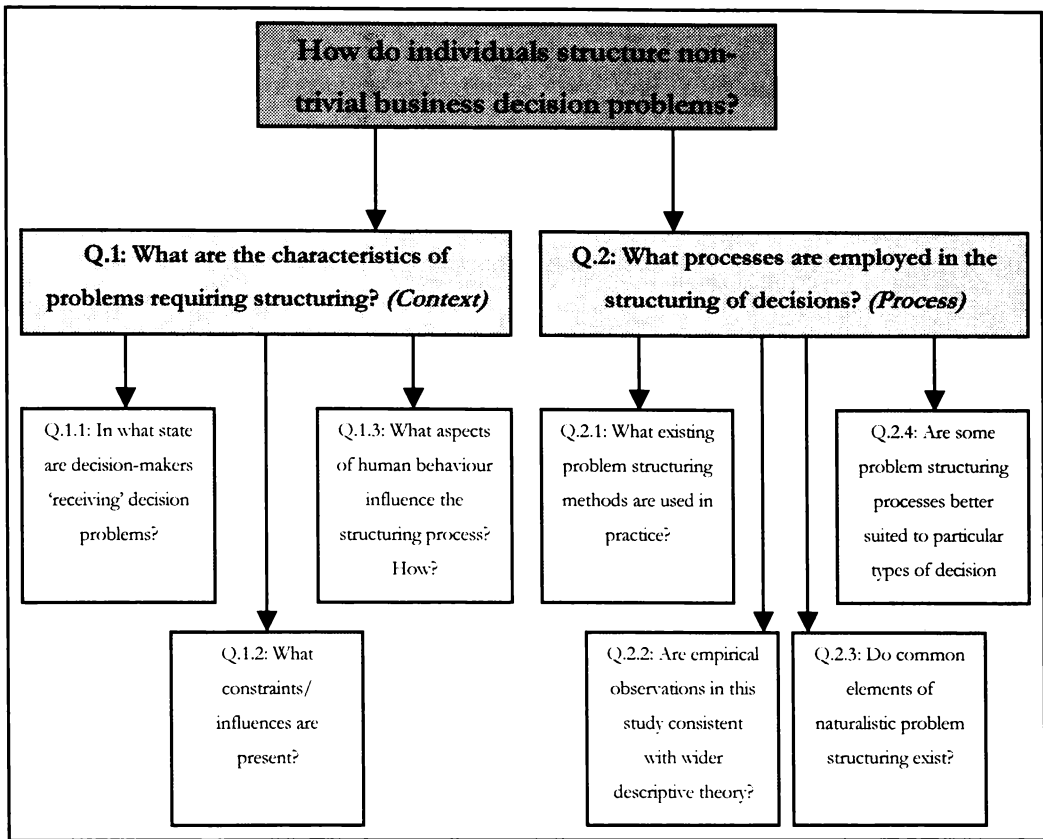 How do individuals structure non-
trivial business decision problems?
Q.1: What are the characteristics of
problems requiring structuring? (Context)
Q.2: What processes are employed in the
structuring of decisions? (Process)
Q.1.1: In what state
are decision-makers
‘receiving’ decision
problems?
Q.1.3: What aspects
of human behaviour
influence the
structuring process?
How?
Q.2.1: What existing
problem structuring
methods are used in
practice?
Q.2.4: Are some
problem structuring
processes better
suited to particular
types of decision
Q.1.2: What
constraints/
influences are
present?
Q.2.2: Are empirical
observations in this
study consistent
with wider
descriptive theory?
Q.2.3: Do common
elements of
naturalistic problem
structuring exist?